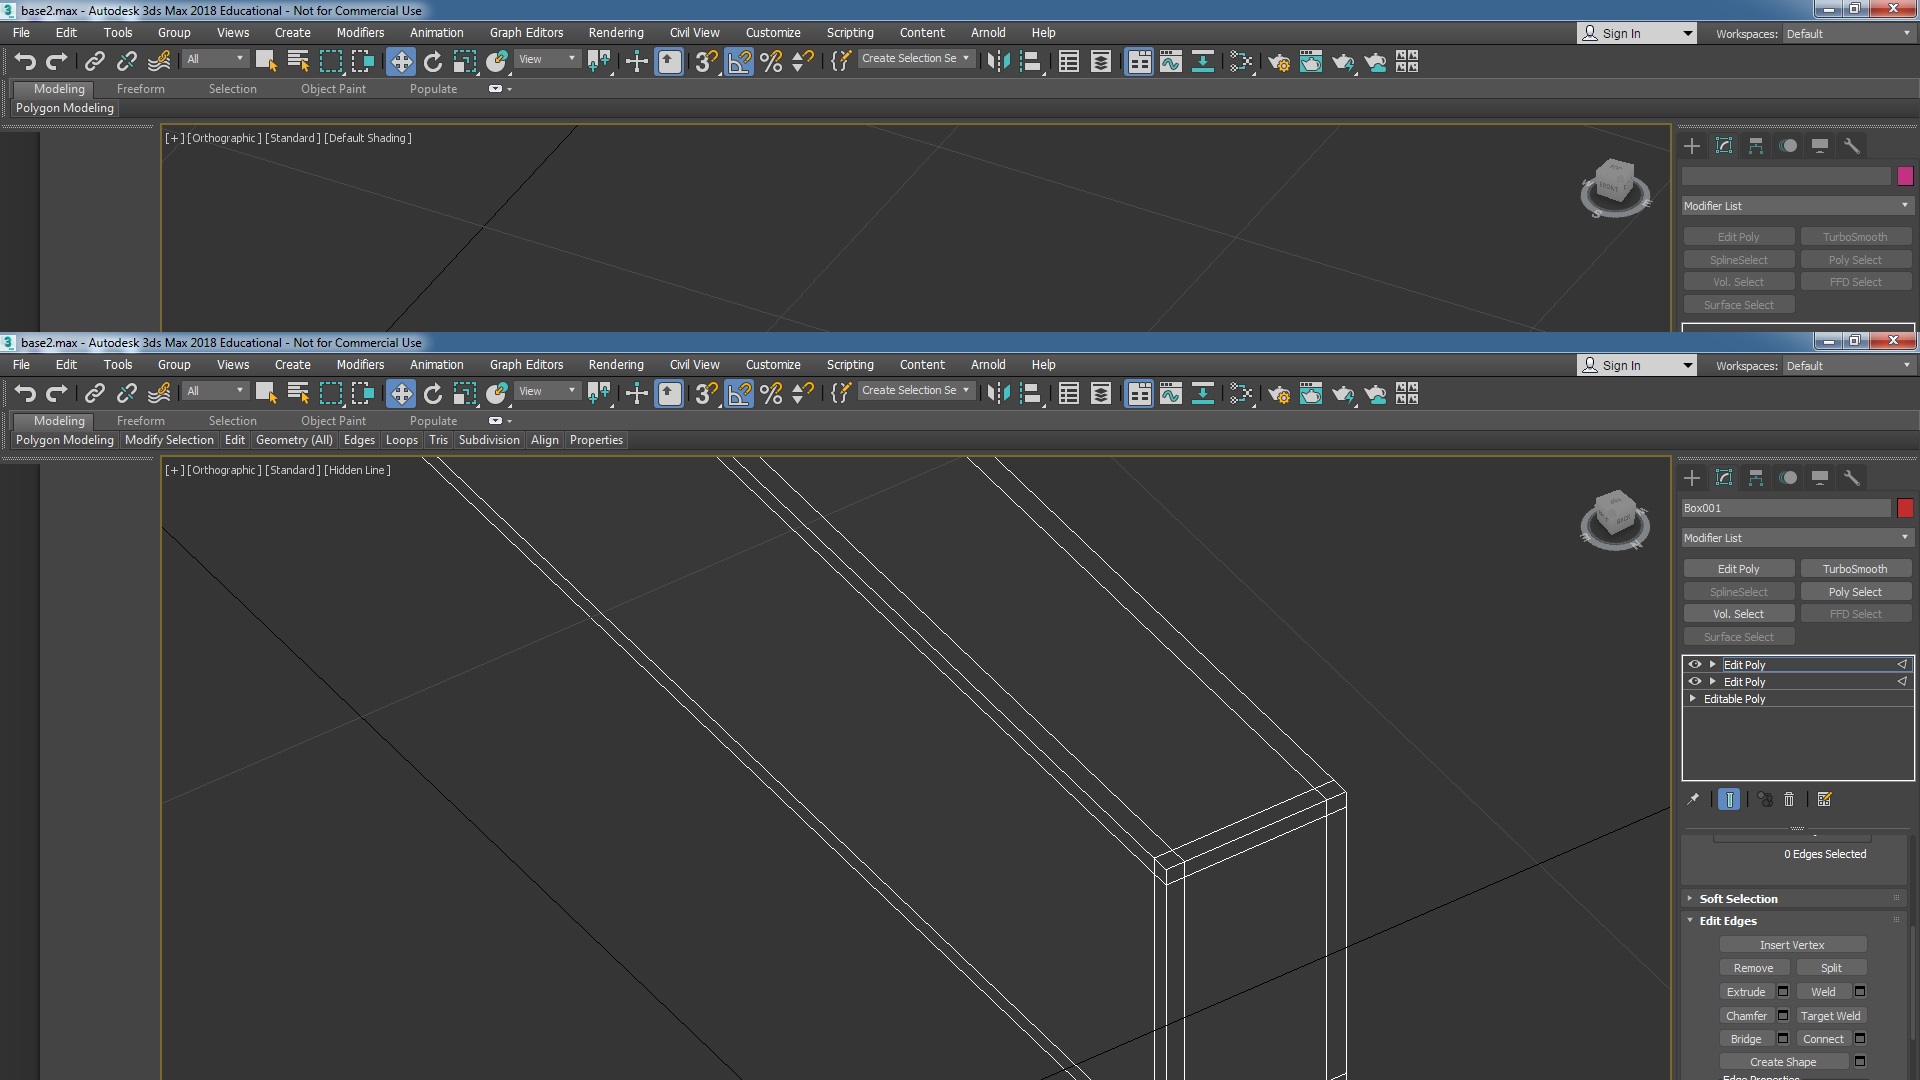 3 base2.max - Autodesk 3ds Max 2018 Educational - Not for Commercial Use
File Edit Tools Group Views Create Modifiers Animation Graph Editors Rendering Civil View Customize Scripting Content Arnold Help Sign In Workspaces: Default
All View 3 Create Selection Se
Modeling Freeform Selection Object Paint Populate
Polygon Modeling
[+] [Orthographic] [Standard] [Default Shading]
FRONT
S E
Modifier List
Edit Poly TurboSmooth
SplineSelect Poly Select
Vol. Select FFD Select
Surface Select
3 base2.max - Autodesk 3ds Max 2018 Educational - Not for Commercial Use
File Edit Tools Group Views Create Modifiers Animation Graph Editors Rendering Civil View Customize Scripting Content Arnold Help Sign In Workspaces: Default
All View 3 Create Selection Se
Modeling Freeform Selection Object Paint Populate
Polygon Modeling Modify Selection Edit Geometry (All) Edges Loops Tris Subdivision Align Properties
[+] [Orthographic] [Standard] [Hidden Line]
BACK
E N
Box001
Modifier List
Edit Poly TurboSmooth
SplineSelect Poly Select
Vol. Select FFD Select
Surface Select
Edit Poly
Edit Poly
Editable Poly
0 Edges Selected
Soft Selection
Edit Edges
Insert Vertex
Remove Split
Extrude Weld
Chamfer Target Weld
Bridge Connect
Create Shape
Edge Properties